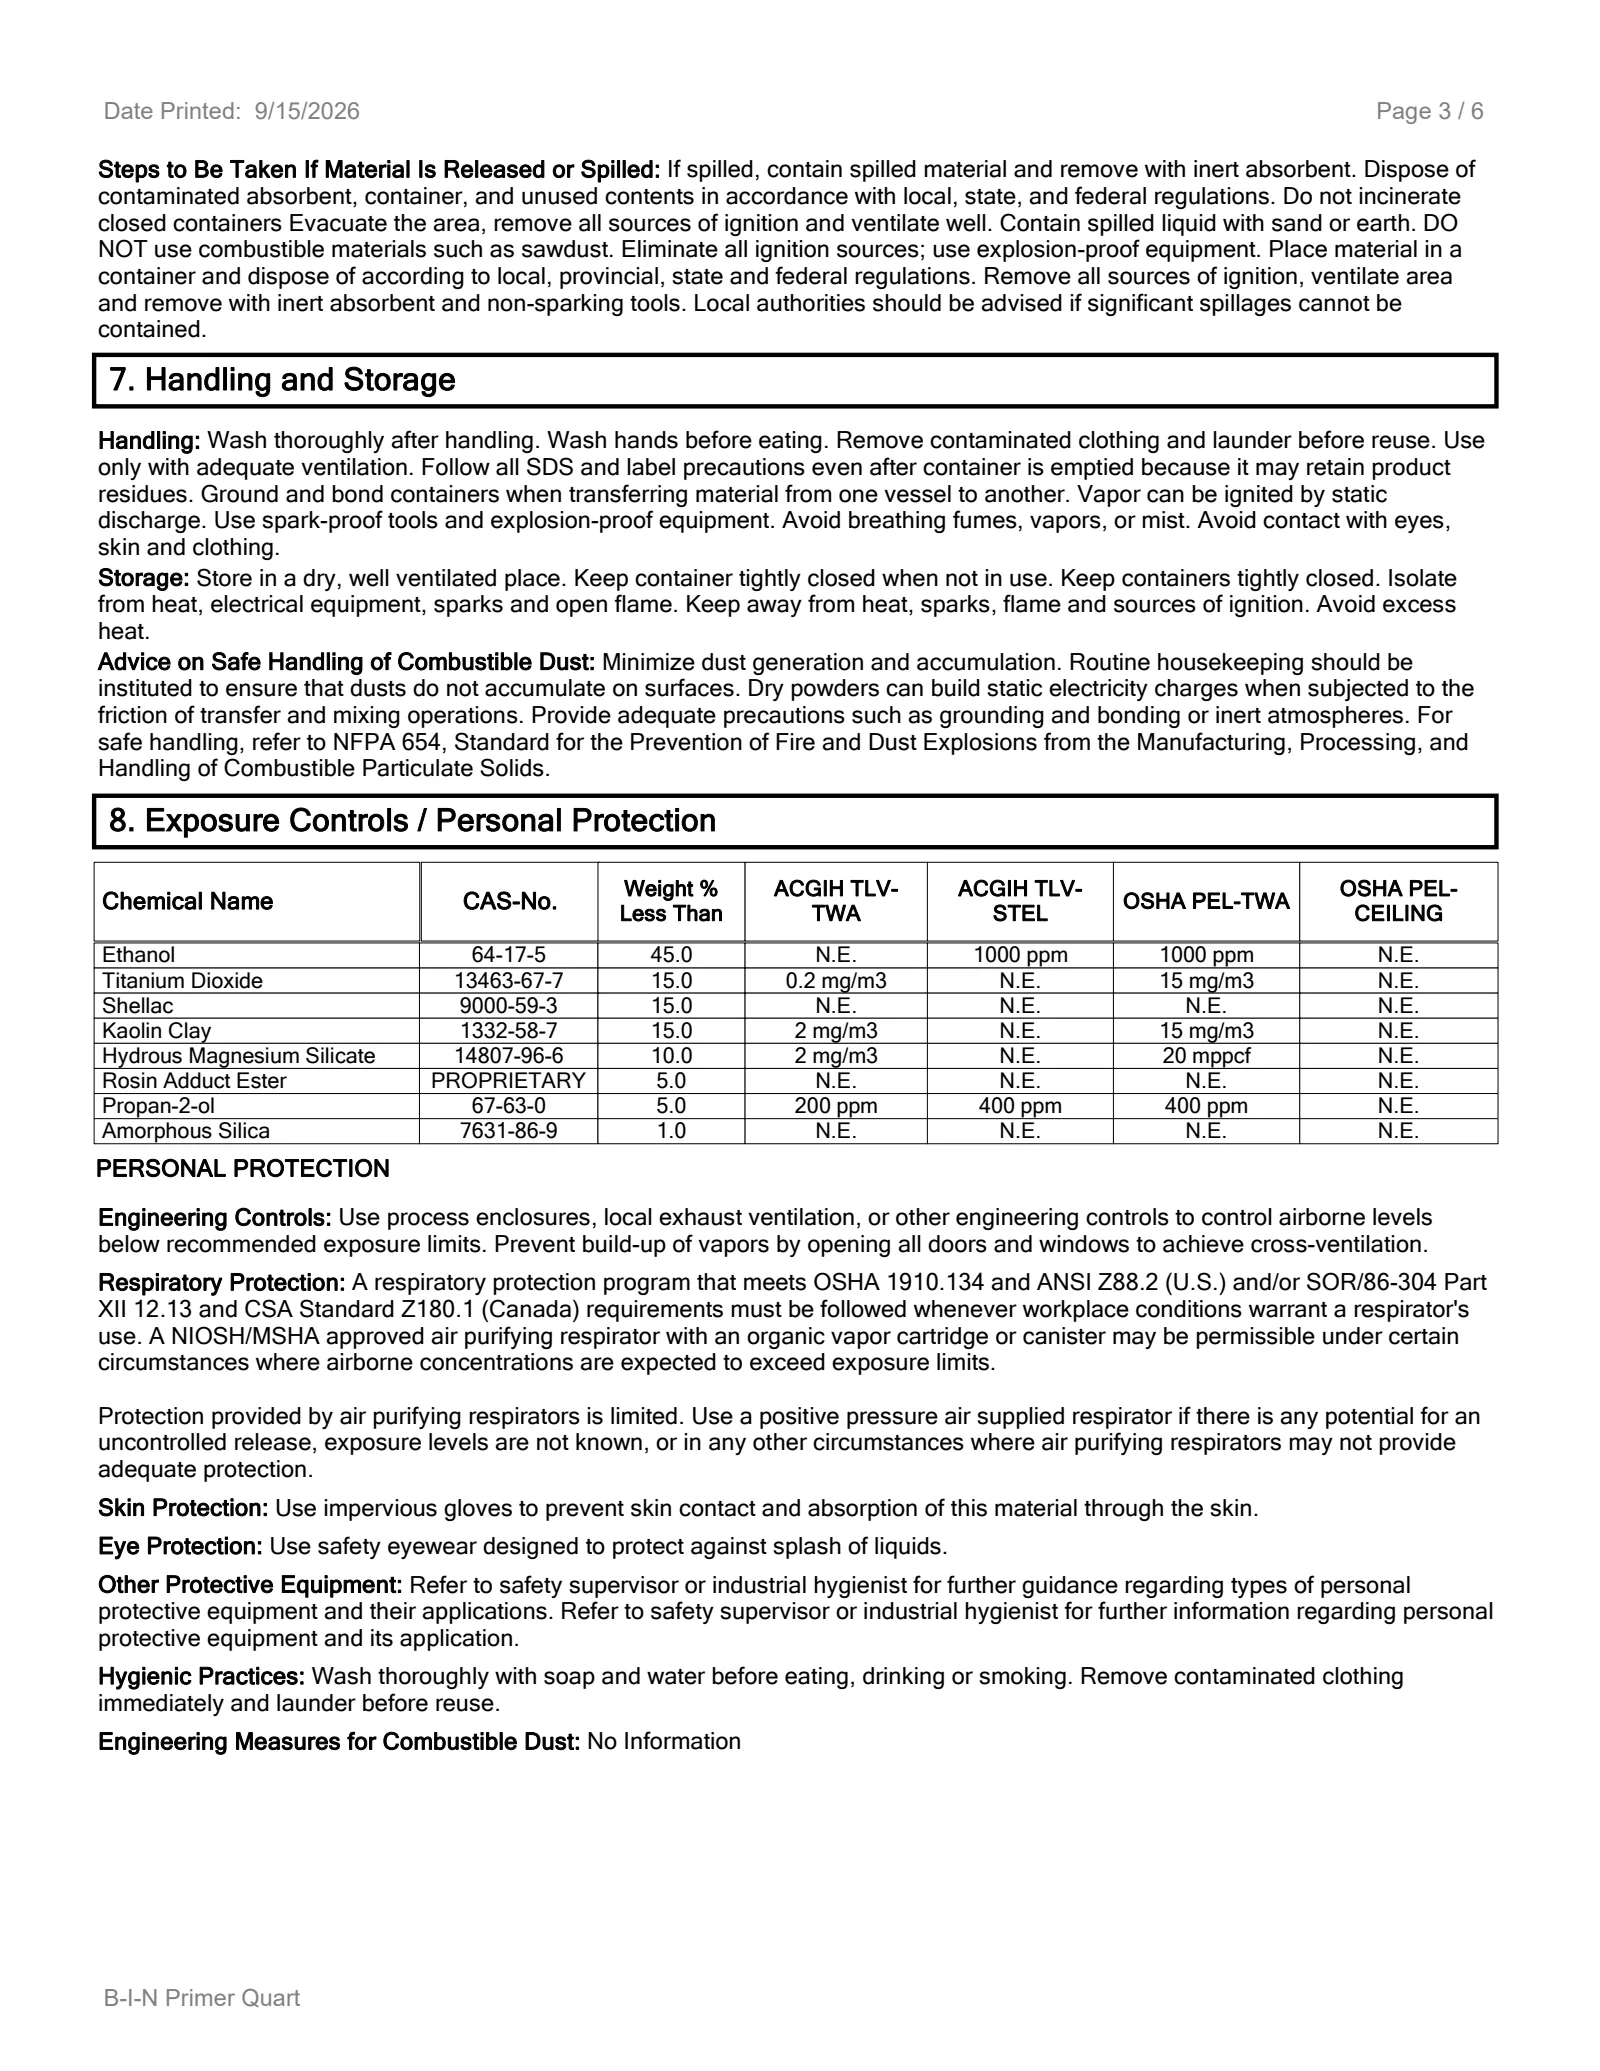 Date Printed: 9/15/2026
Page 3 / 6
Steps to Be Taken If Material Is Released or Spilled: If spilled, contain spilled material and remove with inert absorbent. Dispose of
contaminated absorbent, container, and unused contents in accordance with local, state, and federal regulations. Do not incinerate
closed containers Evacuate the area, remove all sources of ignition and ventilate well. Contain spilled liquid with sand or earth. DO
NOT use combustible materials such as sawdust. Eliminate all ignition sources; use explosion-proof equipment. Place material in a
container and dispose of according to local, provincial, state and federal regulations. Remove all sources of ignition, ventilate area
and remove with inert absorbent and non-sparking tools. Local authorities should be advised if significant spillages cannot be
contained.
7. Handling and Storage
Handling: Wash thoroughly after handling. Wash hands before eating. Remove contaminated clothing and launder before reuse. Use
only with adequate ventilation. Follow all SDS and label precautions even after container is emptied because it may retain product
residues. Ground and bond containers when transferring material from one vessel to another. Vapor can be ignited by static
discharge. Use spark-proof tools and explosion-proof equipment. Avoid breathing fumes, vapors, or mist. Avoid contact with eyes,
skin and clothing.
Storage: Store in a dry, well ventilated place. Keep container tightly closed when not in use. Keep containers tightly closed. Isolate
from heat, electrical equipment, sparks and open flame. Keep away from heat, sparks, flame and sources of ignition. Avoid excess
heat.
Advice on Safe Handling of Combustible Dust: Minimize dust generation and accumulation. Routine housekeeping should be
instituted to ensure that dusts do not accumulate on surfaces. Dry powders can build static electricity charges when subjected to the
friction of transfer and mixing operations. Provide adequate precautions such as grounding and bonding or inert atmospheres. For
safe handling, refer to NFPA 654, Standard for the Prevention of Fire and Dust Explosions from the Manufacturing, Processing, and
Handling of Combustible Particulate Solids.
8. Exposure Controls / Personal Protection
Chemical Name CAS-No. Weight % Less Than ACGIH TLV-TWA ACGIH TLV-STEL OSHA PEL-TWA OSHA PEL-CEILING
Ethanol 64-17-5 45.0 N.E. 1000 ppm 1000 ppm N.E.
Titanium Dioxide 13463-67-7 15.0 0.2 mg/m3 N.E. 15 mg/m3 N.E.
Shellac 9000-59-3 15.0 N.E. N.E. N.E. N.E.
Kaolin Clay 1332-58-7 15.0 2 mg/m3 N.E. 15 mg/m3 N.E.
Hydrous Magnesium Silicate 14807-96-6 10.0 2 mg/m3 N.E. 20 mppcf N.E.
Rosin Adduct Ester PROPRIETARY 5.0 N.E. N.E. N.E. N.E.
Propan-2-ol 67-63-0 5.0 200 ppm 400 ppm 400 ppm N.E.
Amorphous Silica 7631-86-9 1.0 N.E. N.E. N.E. N.E.
PERSONAL PROTECTION
Engineering Controls: Use process enclosures, local exhaust ventilation, or other engineering controls to control airborne levels
below recommended exposure limits. Prevent build-up of vapors by opening all doors and windows to achieve cross-ventilation.
Respiratory Protection: A respiratory protection program that meets OSHA 1910.134 and ANSI Z88.2 (U.S.) and/or SOR/86-304 Part
XII 12.13 and CSA Standard Z180.1 (Canada) requirements must be followed whenever workplace conditions warrant a respirator's
use. A NIOSH/MSHA approved air purifying respirator with an organic vapor cartridge or canister may be permissible under certain
circumstances where airborne concentrations are expected to exceed exposure limits.
Protection provided by air purifying respirators is limited. Use a positive pressure air supplied respirator if there is any potential for an
uncontrolled release, exposure levels are not known, or in any other circumstances where air purifying respirators may not provide
adequate protection.
Skin Protection: Use impervious gloves to prevent skin contact and absorption of this material through the skin.
Eye Protection: Use safety eyewear designed to protect against splash of liquids.
Other Protective Equipment: Refer to safety supervisor or industrial hygienist for further guidance regarding types of personal
protective equipment and their applications. Refer to safety supervisor or industrial hygienist for further information regarding personal
protective equipment and its application.
Hygienic Practices: Wash thoroughly with soap and water before eating, drinking or smoking. Remove contaminated clothing
immediately and launder before reuse.
Engineering Measures for Combustible Dust: No Information
B-I-N Primer Quart